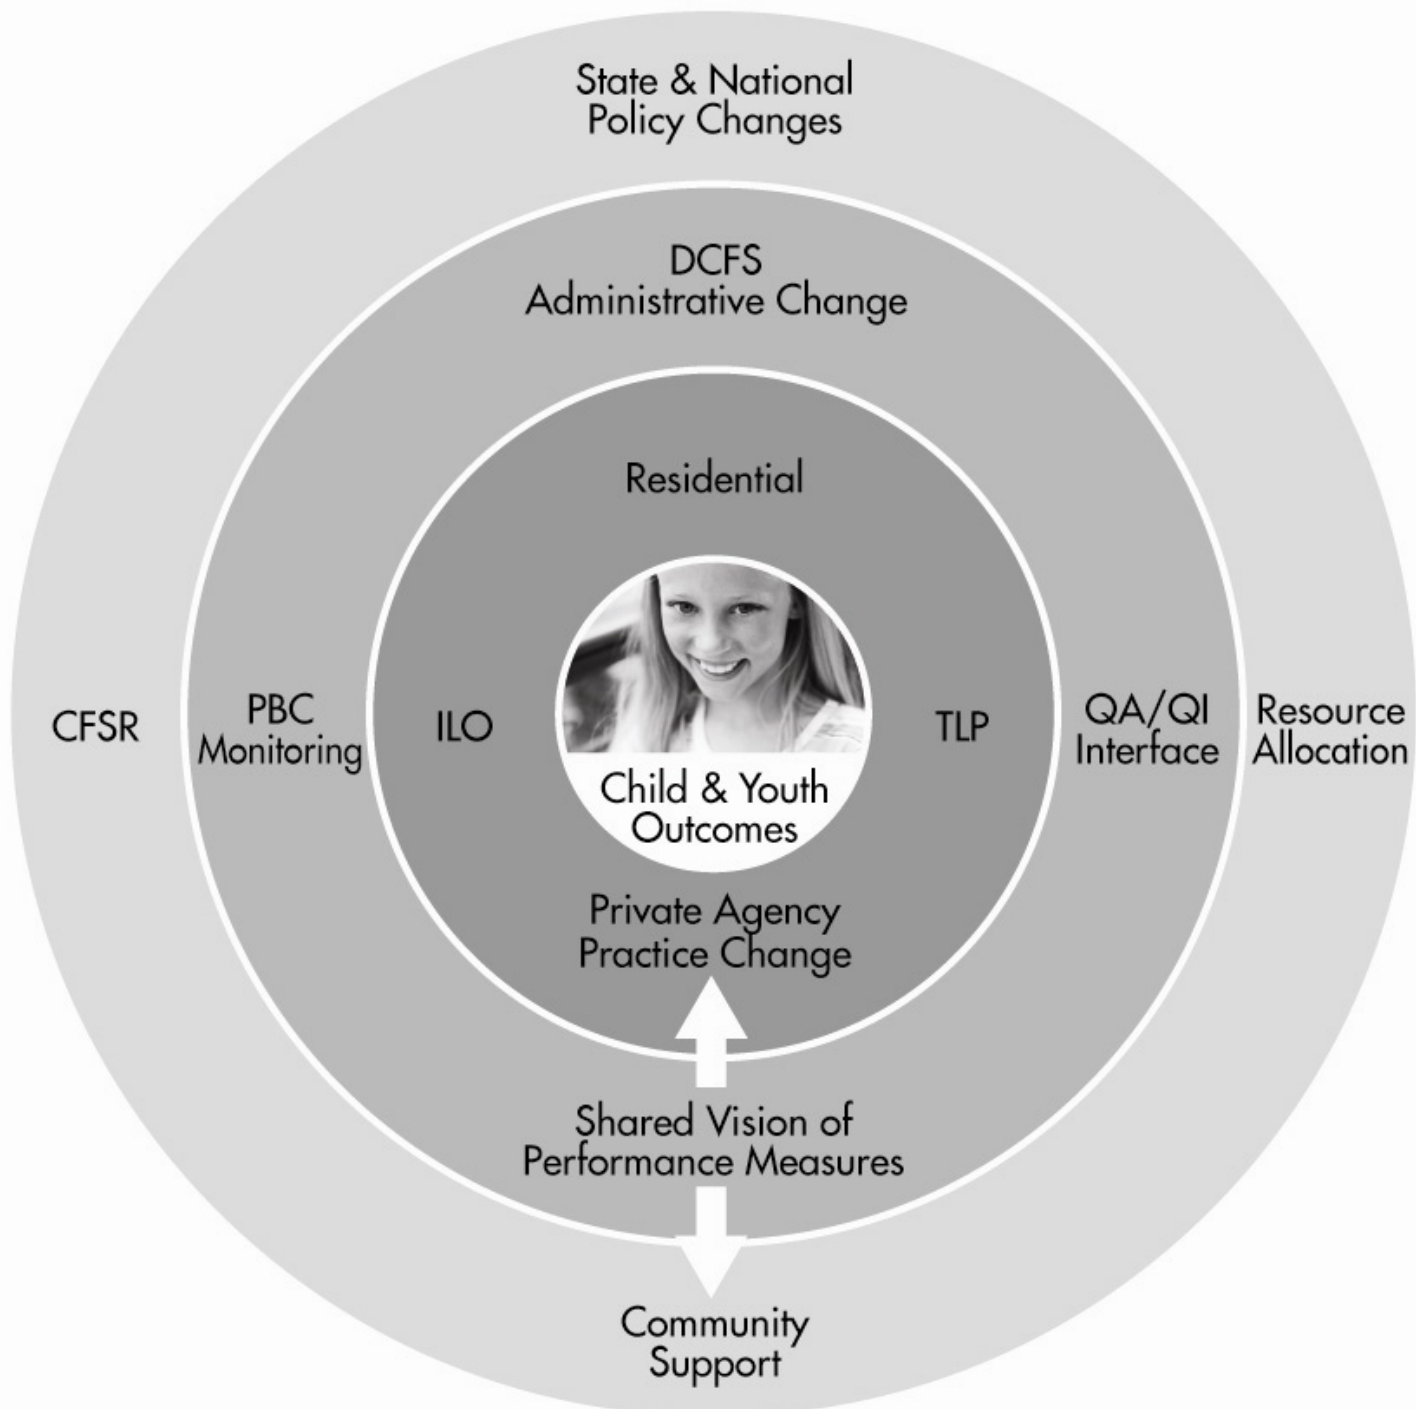 State & National
Policy Changes
DCFS
Administrative Change
Residential
CFSR
PBC
Monitoring
ILO
TLP
QA/QI
Interface
Resource
Allocation
Child & Youth
Outcomes
Private Agency
Practice Change
Shared Vision of
Performance Measures
Community
Support